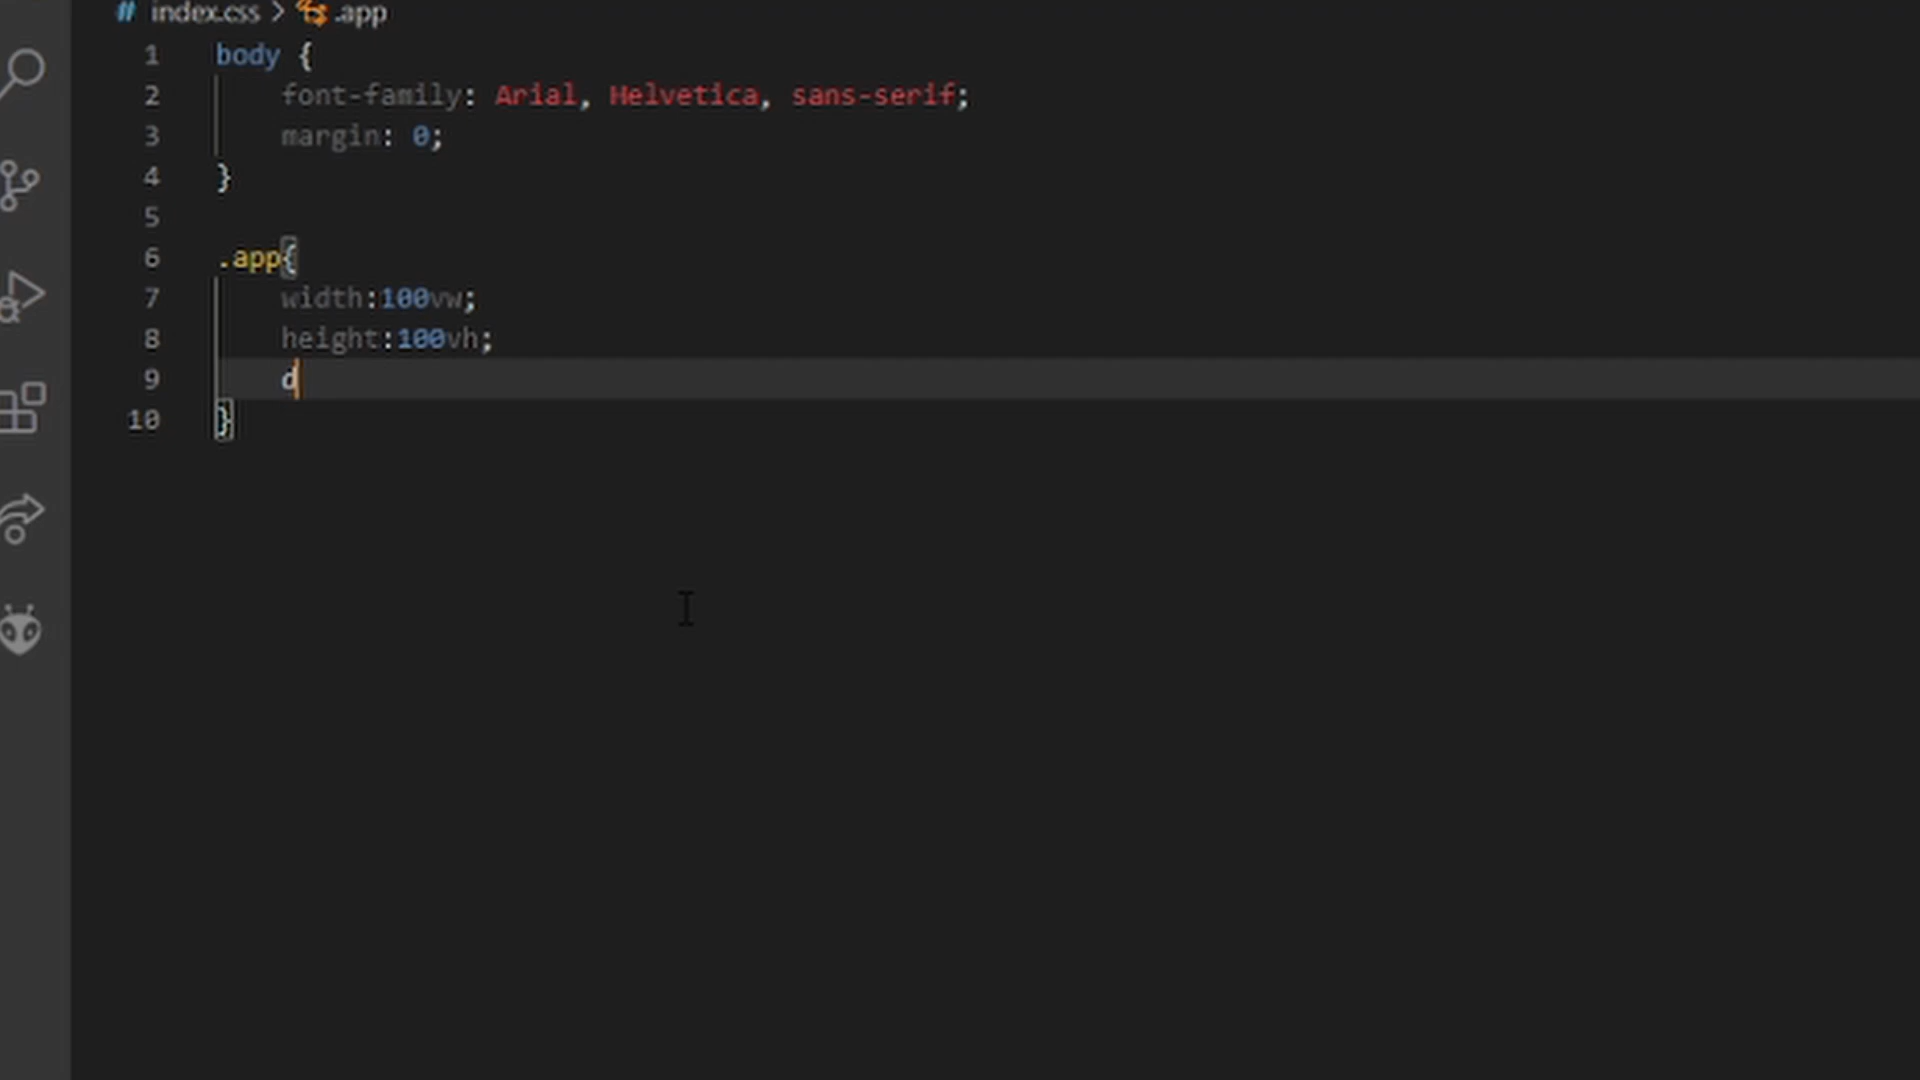 # index.css > .app
1 body {
2 font-family: Arial, Helvetica, sans-serif;
3 margin: 0;
4 }
5
6 .app{
7 width:100vw;
8 height:100vh;
9 d
10 }